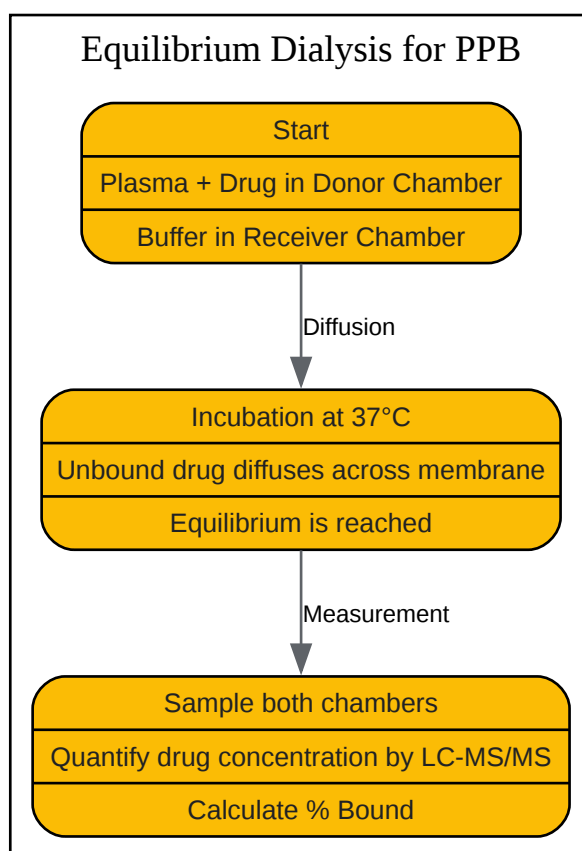 Equilibrium Dialysis for PPB
Start
Plasma + Drug in Donor Chamber
Buffer in Receiver Chamber
Diffusion
Incubation at 37°C
Unbound drug diffuses across membrane
Equilibrium is reached
Measurement
Sample both chambers
Quantify drug concentration by LC-MS/MS
Calculate % Bound